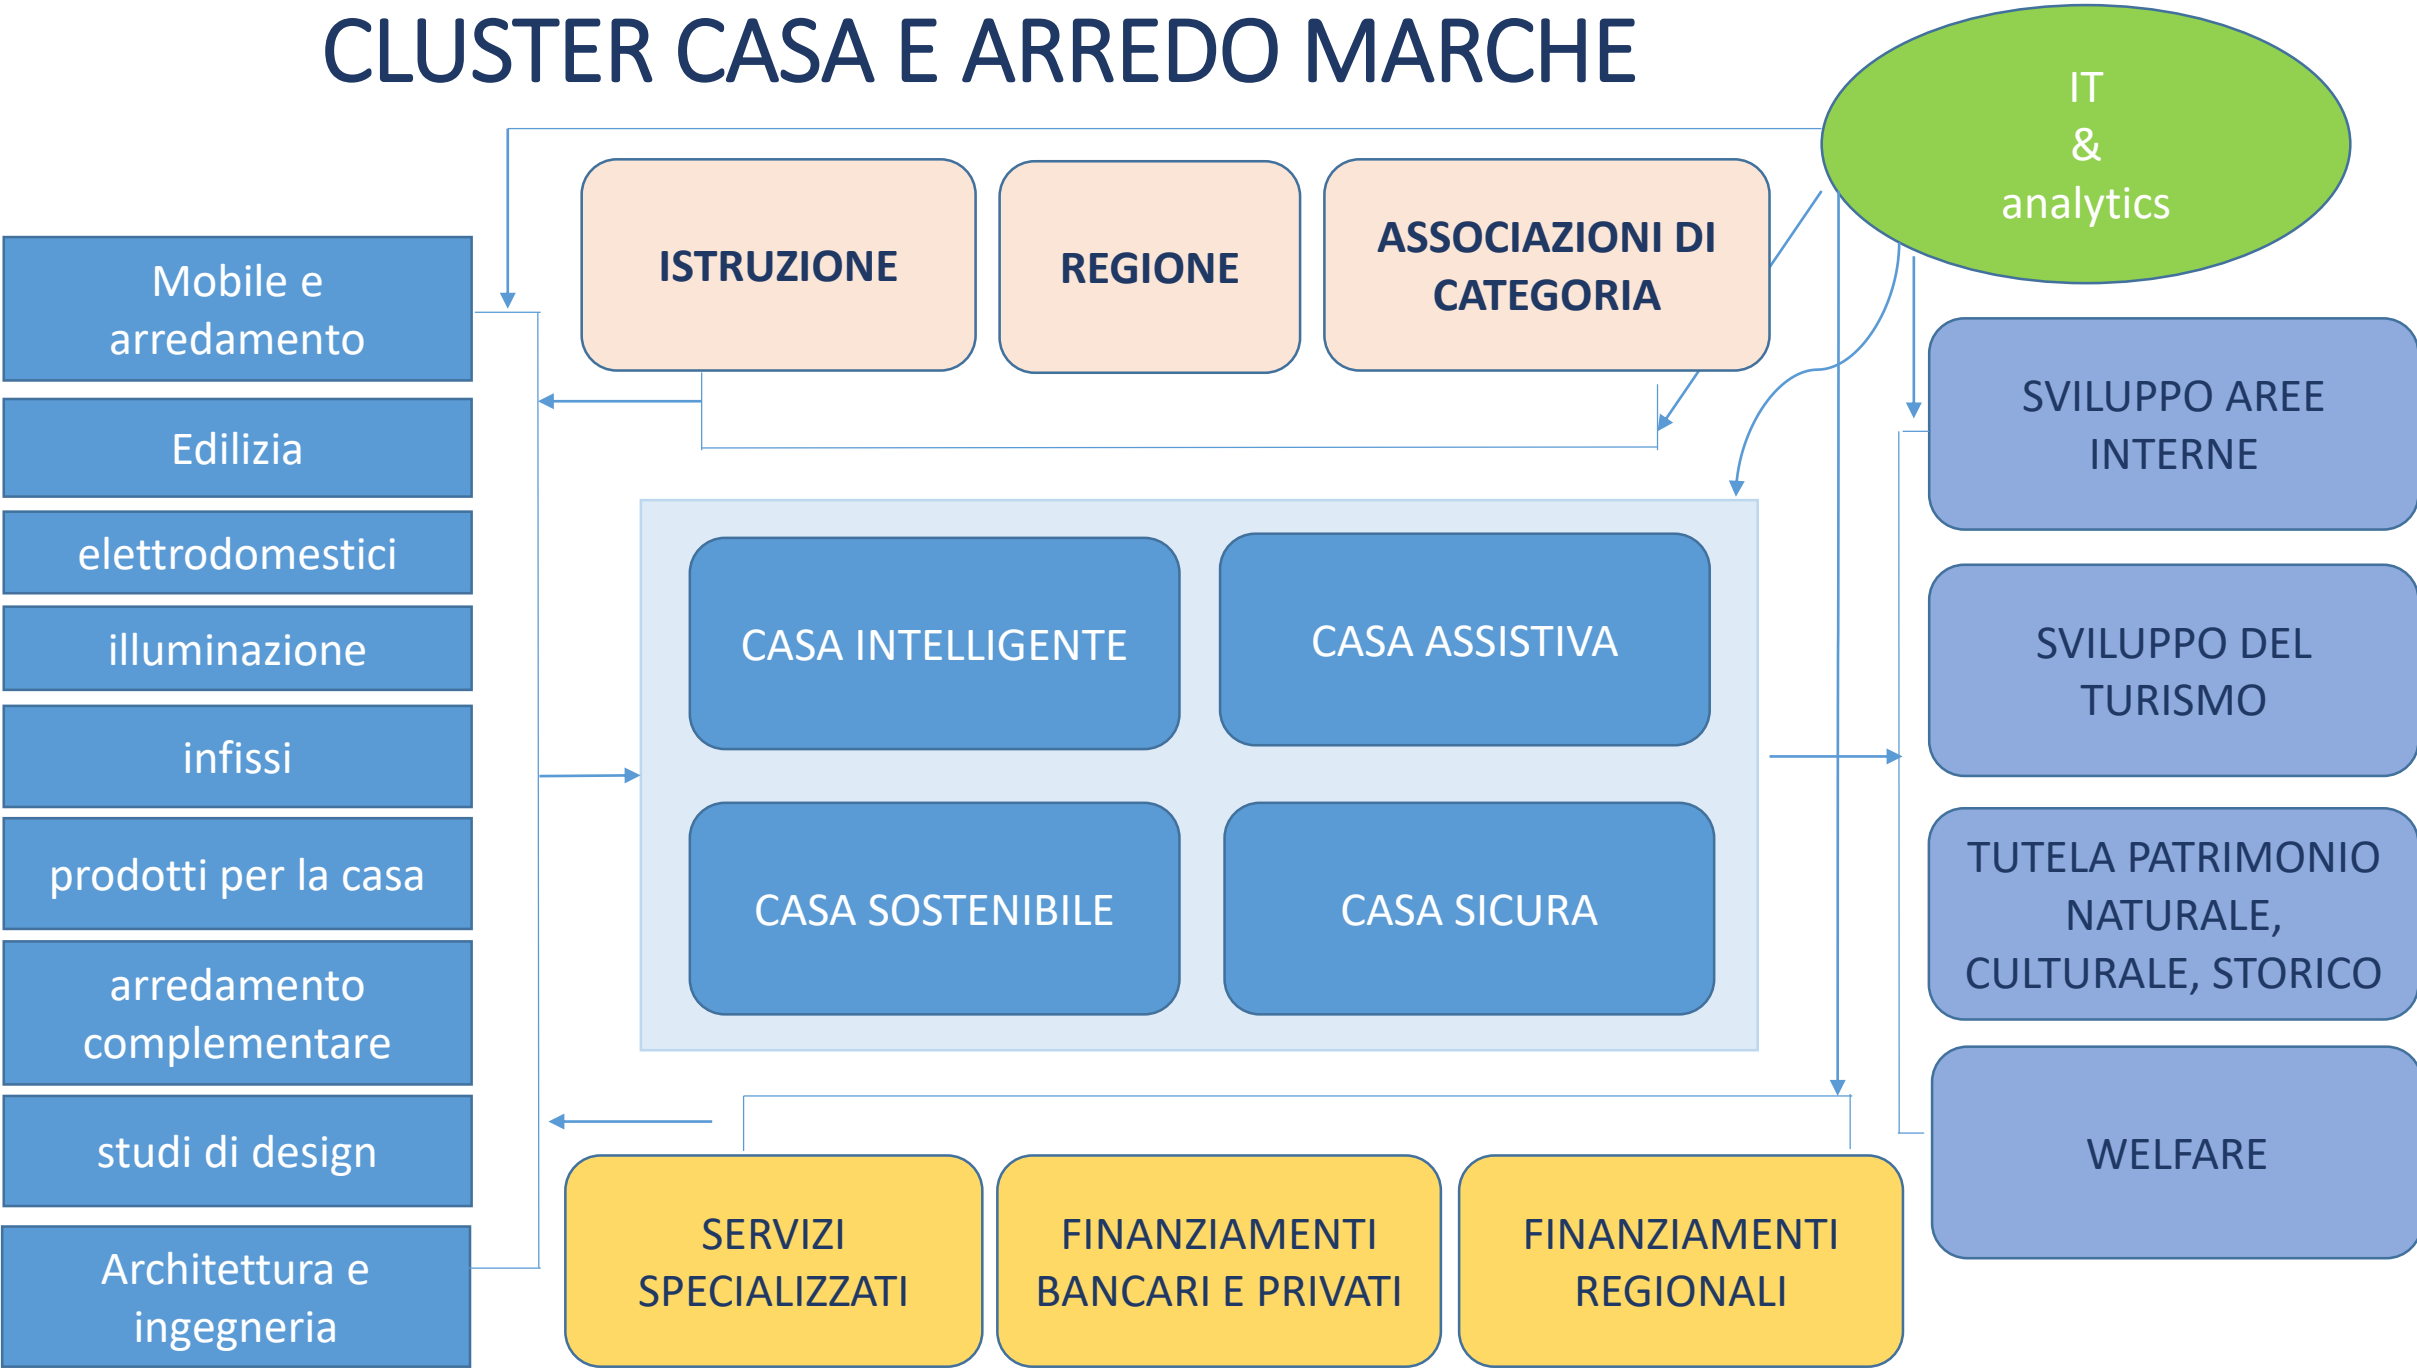 CLUSTER CASA E ARREDO MARCHE
IT
&
analytics
ISTRUZIONE
REGIONE
ASSOCIAZIONI DI
CATEGORIA
Mobile e
arredamento
Edilizia
elettrodomestici
illuminazione
infissi
prodotti per la casa
arredamento
complementare
studi di design
Architettura e
ingegneria
CASA INTELLIGENTE
CASA ASSISTIVA
CASA SOSTENIBILE
CASA SICURA
SVILUPPO AREE
INTERNE
SVILUPPO DEL
TURISMO
TUTELA PATRIMONIO
NATURALE,
CULTURALE, STORICO
WELFARE
SERVIZI
SPECIALIZZATI
FINANZIAMENTI
BANCARI E PRIVATI
FINANZIAMENTI
REGIONALI